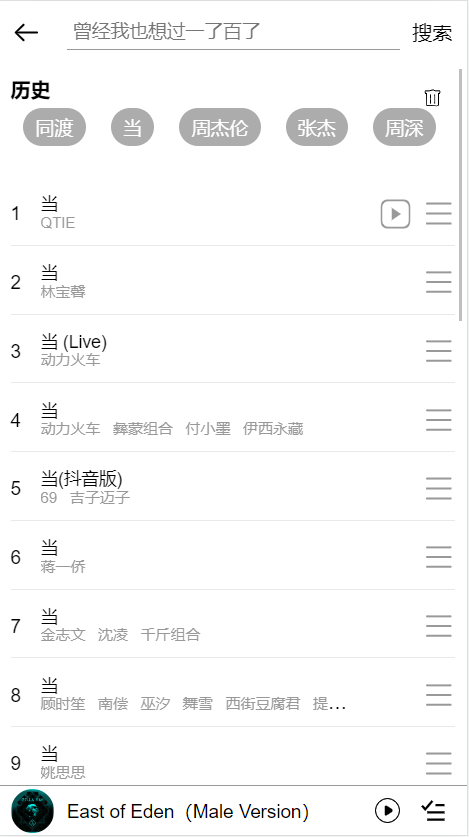 曾经我也想过一了百了 搜索
历史
同渡 当 周杰伦 张杰 周深
1 当
QTIE
2 当
林宝馨
3 当 (Live)
动力火车
4 当
动力火车 彝蒙组合 付小墨 伊西永藏
5 当(抖音版)
69 吉子迈子
6 当
蒋一侨
7 当
金志文 沈凌 千斤组合
8 当
顾时笙 南偿 巫汐 舞雪 西街豆腐君 提...
9 当
姚思思
East of Eden（Male Version）